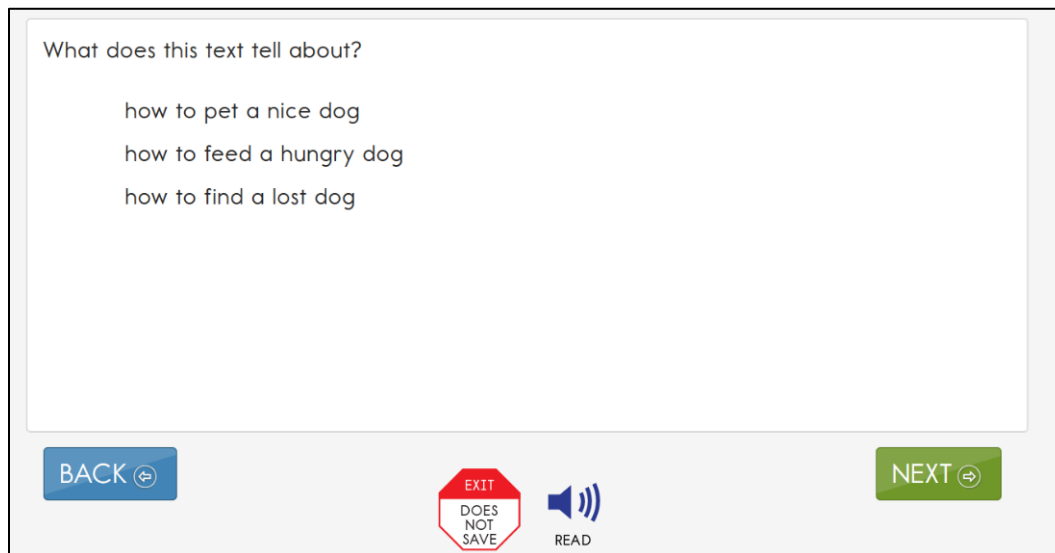 What does this text tell about?
how to pet a nice dog
how to feed a hungry dog
how to find a lost dog
BACK
NEXT
EXIT
DOES
NOT
SAVE
READ